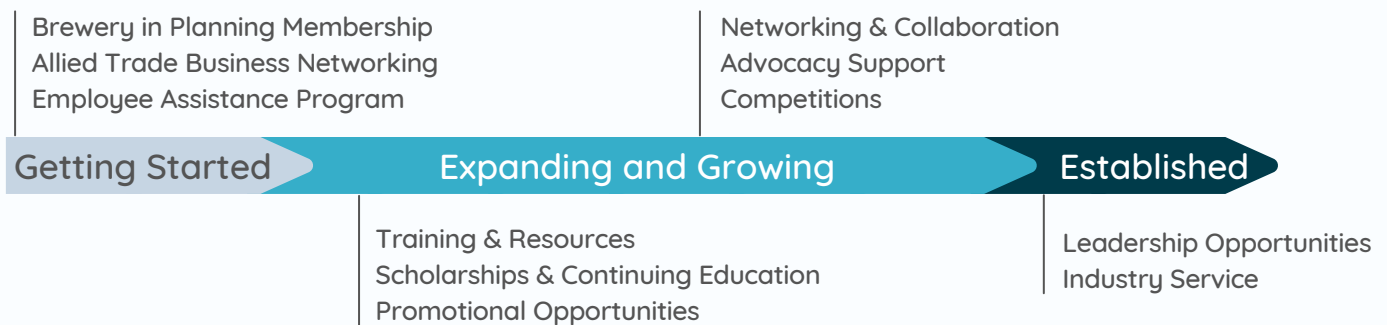 Brewery in Planning Membership
Allied Trade Business Networking
Employee Assistance Program
Networking & Collaboration
Advocacy Support
Competitions
Getting Started
Expanding and Growing
Established
Training & Resources
Scholarships & Continuing Education
Promotional Opportunities
Leadership Opportunities
Industry Service